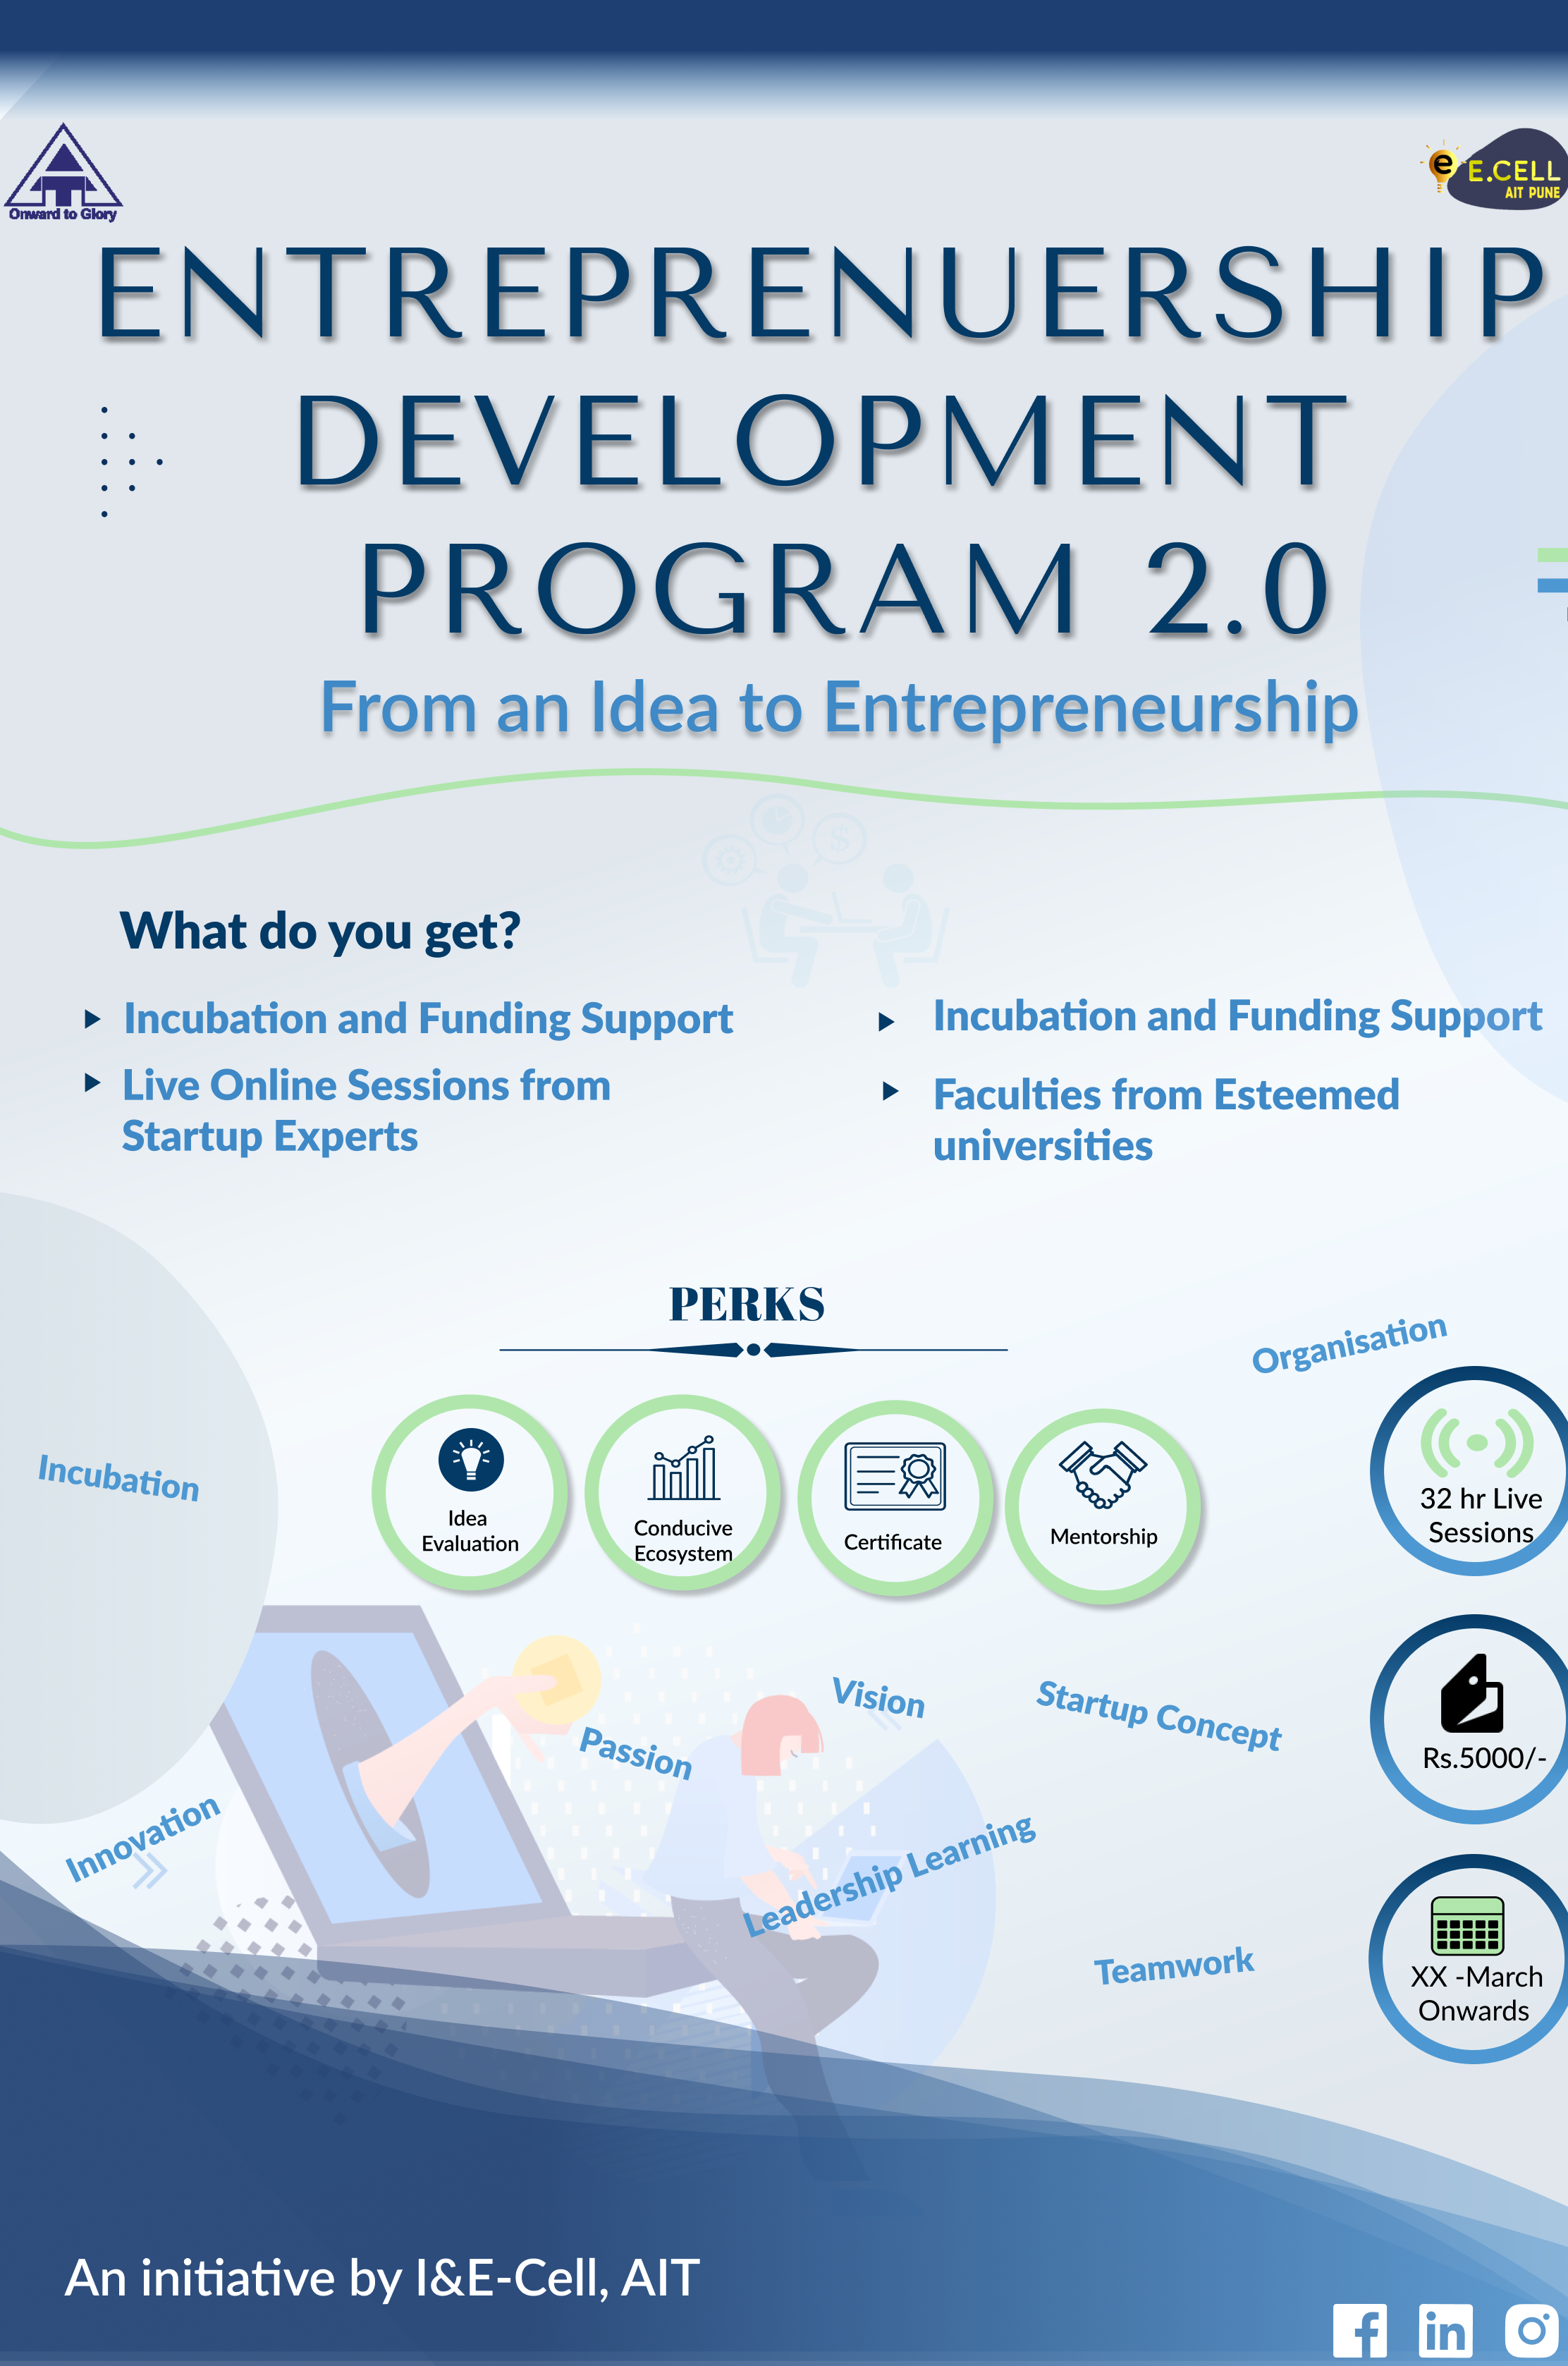 Onward to Glory
e E.CELL
AIT PUNE
ENTREPRENUERSHIP
DEVELOPMENT
PROGRAM 2.0
From an Idea to Entrepreneurship
What do you get?
Incubation and Funding Support
Live Online Sessions from
Startup Experts
Incubation and Funding Support
Faculties from Esteemed
universities
PERKS
Organisation
Incubation
Idea
Evaluation
Conducive
Ecosystem
Certificate
Mentorship
32 hr Live
Sessions
Vision
Startup Concept
Passion
Rs.5000/-
Innovation
Leadership Learning
Teamwork
XX -March
Onwards
An initiative by I&E-Cell, AIT